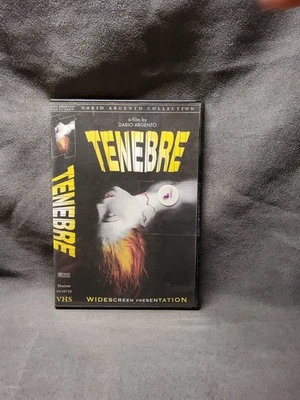 DARIO ARGENTO COLLECTION
a film by
DARIO ARGENTO
TENEBRE
TENEBRE
VHS
WIDESCREEN PRESENTATION